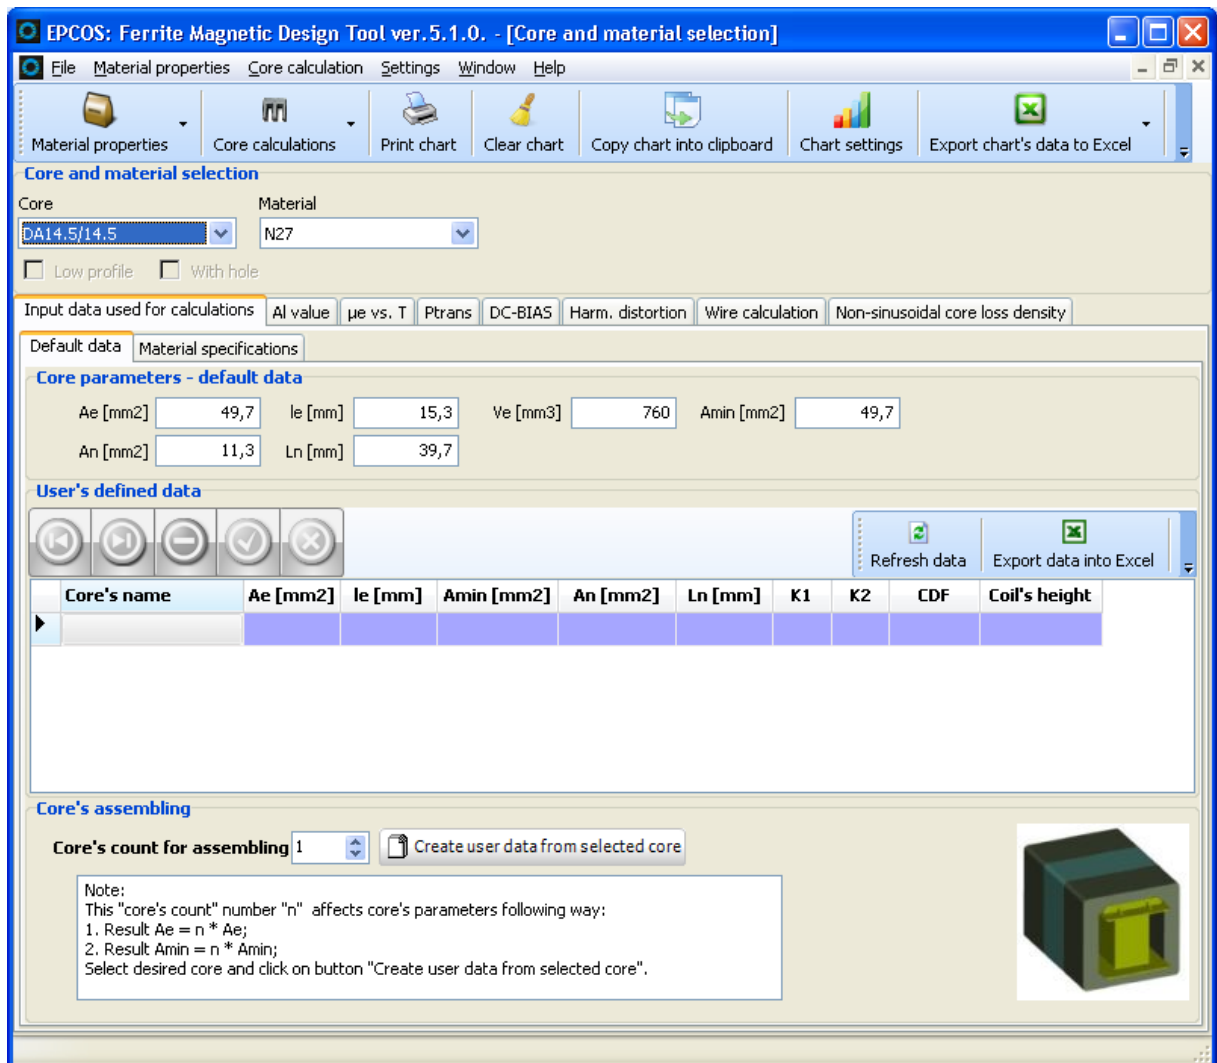 EPCOS: Ferrite Magnetic Design Tool ver.5.1.0. - [Core and material selection]
File Material properties Core calculation Settings Window Help
Material properties Core calculations Print chart Clear chart Copy chart into clipboard Chart settings Export chart's data to Excel
Core and material selection
Core Material
DA14.5/14.5 N27
Low profile With hole
Input data used for calculations Al value µe vs. T Ptrans DC-BIAS Harm. distortion Wire calculation Non-sinusoidal core loss density
Default data Material specifications
Core parameters - default data
Ae [mm2] 49,7 le [mm] 15,3 Ve [mm3] 760 Amin [mm2] 49,7
An [mm2] 11,3 Ln [mm] 39,7
User's defined data
Refresh data Export data into Excel
Core's name Ae [mm2] le [mm] Amin [mm2] An [mm2] Ln [mm] K1 K2 CDF Coil's height
Core's assembling
Core's count for assembling 1 Create user data from selected core
Note:
This "core's count" number "n" affects core's parameters following way:
1. Result Ae = n * Ae;
2. Result Amin = n * Amin;
Select desired core and click on button "Create user data from selected core".